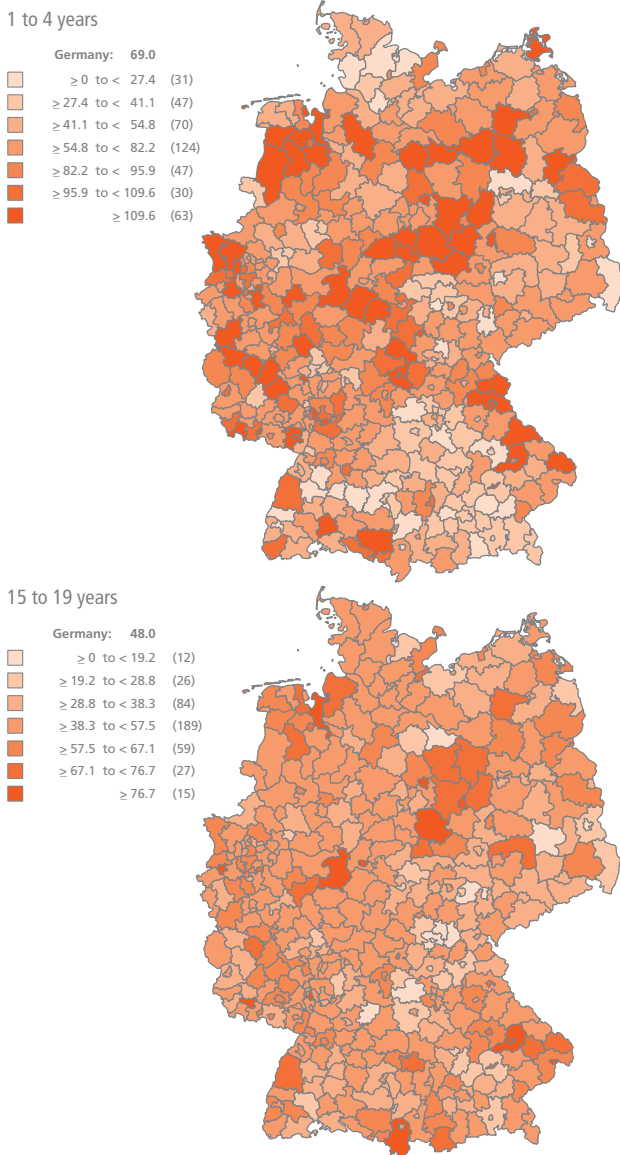 1 to 4 years
Germany: 69.0
≥ 0 to < 27.4 (31)
≥ 27.4 to < 41.1 (47)
≥ 41.1 to < 54.8 (70)
≥ 54.8 to < 82.2 (124)
≥ 82.2 to < 95.9 (47)
≥ 95.9 to < 109.6 (30)
≥ 109.6 (63)
15 to 19 years
Germany: 48.0
≥ 0 to < 19.2 (12)
≥ 19.2 to < 28.8 (26)
≥ 28.8 to < 38.3 (84)
≥ 38.3 to < 57.5 (189)
≥ 57.5 to < 67.1 (59)
≥ 67.1 to < 76.7 (27)
≥ 76.7 (15)